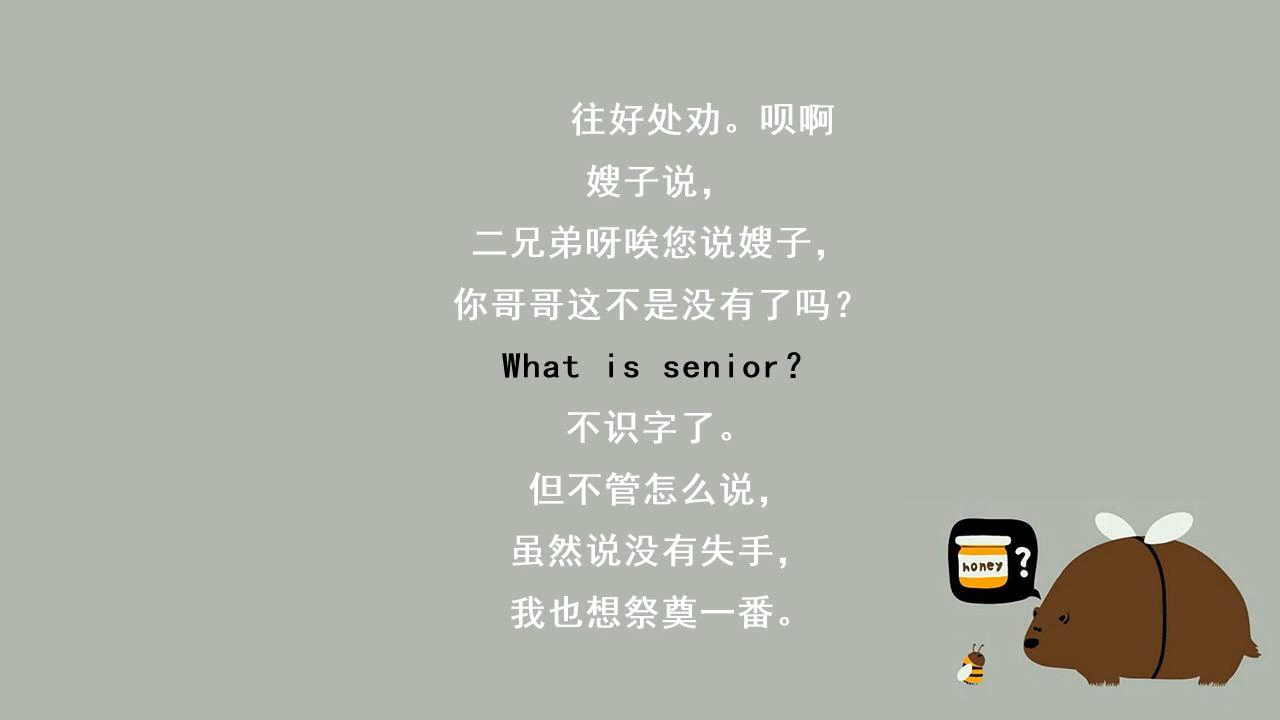 往好处劝。呗啊
嫂子说，
二兄弟呀唉您说嫂子，
你哥哥这不是没有了吗？
What is senior？
不识字了。
但不管怎么说，
虽然说没有失手，
我也想祭奠一番。
honey
?